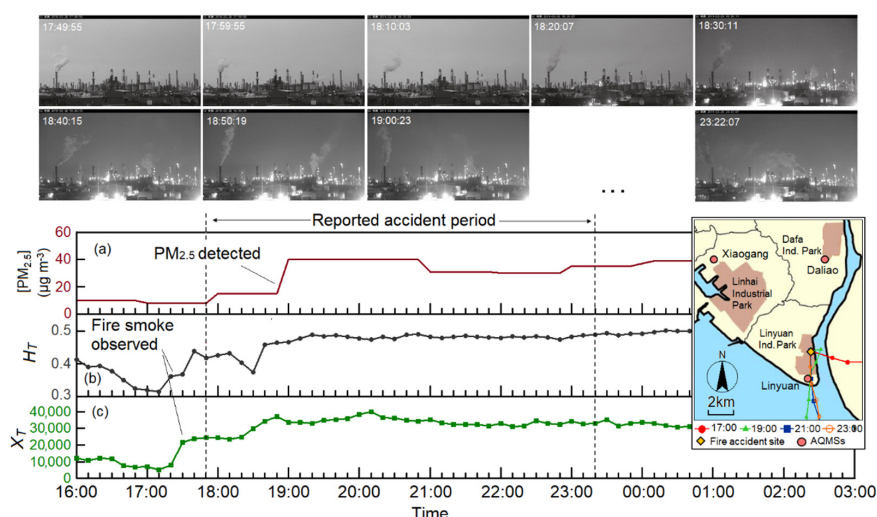 17:49:55
17:59:55
18:10:03
18:20:07
18:30:11
18:40:15
18:50:19
19:00:23
...
23:22:07
Reported accident period
[PM2.5]
(μg m-3)
60
40
20
0
(a)
PM2.5 detected
HT
0.5
0.4
0.3
(b)
Fire smoke
observed
XT
40,000
30,000
20,000
10,000
0
(c)
16:00 17:00 18:00 19:00 20:00 21:00 22:00 23:00 00:00 01:00 02:00 03:00
Time
Xiaogang
Dafa
Ind. Park
Daliao
Linhai
Industrial
Park
Linyuan
Ind. Park
Linyuan
N
2km
17:00 19:00 21:00 23:00
Fire accident site AQMSs